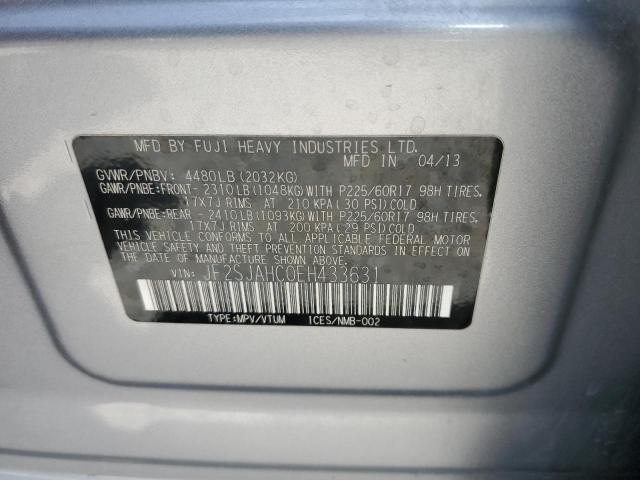 MFD BY FUJI HEAVY INDUSTRIES LTD.
MFD IN 04/13
GVWR/PNBV: 4480LB(2032KG)
GAWR/PNBE:FRONT-2310LB(1048KG)WITH P225/60R17 98H TIRES.
17X7J RIMS AT 210 KPA(30 PSI)COLD
GAWR/PNBE:REAR -2410LB(1093KG)WITH P225/60R17 98H TIRES.
17X7J RIMS AT 200 KPA(29 PSI)COLD
THIS VEHICLE CONFORMS TO ALL APPLICABLE FEDERAL MOTOR
VEHICLE SAFETY AND THEFT PREVENTION STANDARDS IN EFFECT ON
THE DATE OF MANUFACTURE SHOWN ABOVE.
VIN: JF2SJAHC0EH433631
TYPE:MPV/VTUM ICES/NMB-002